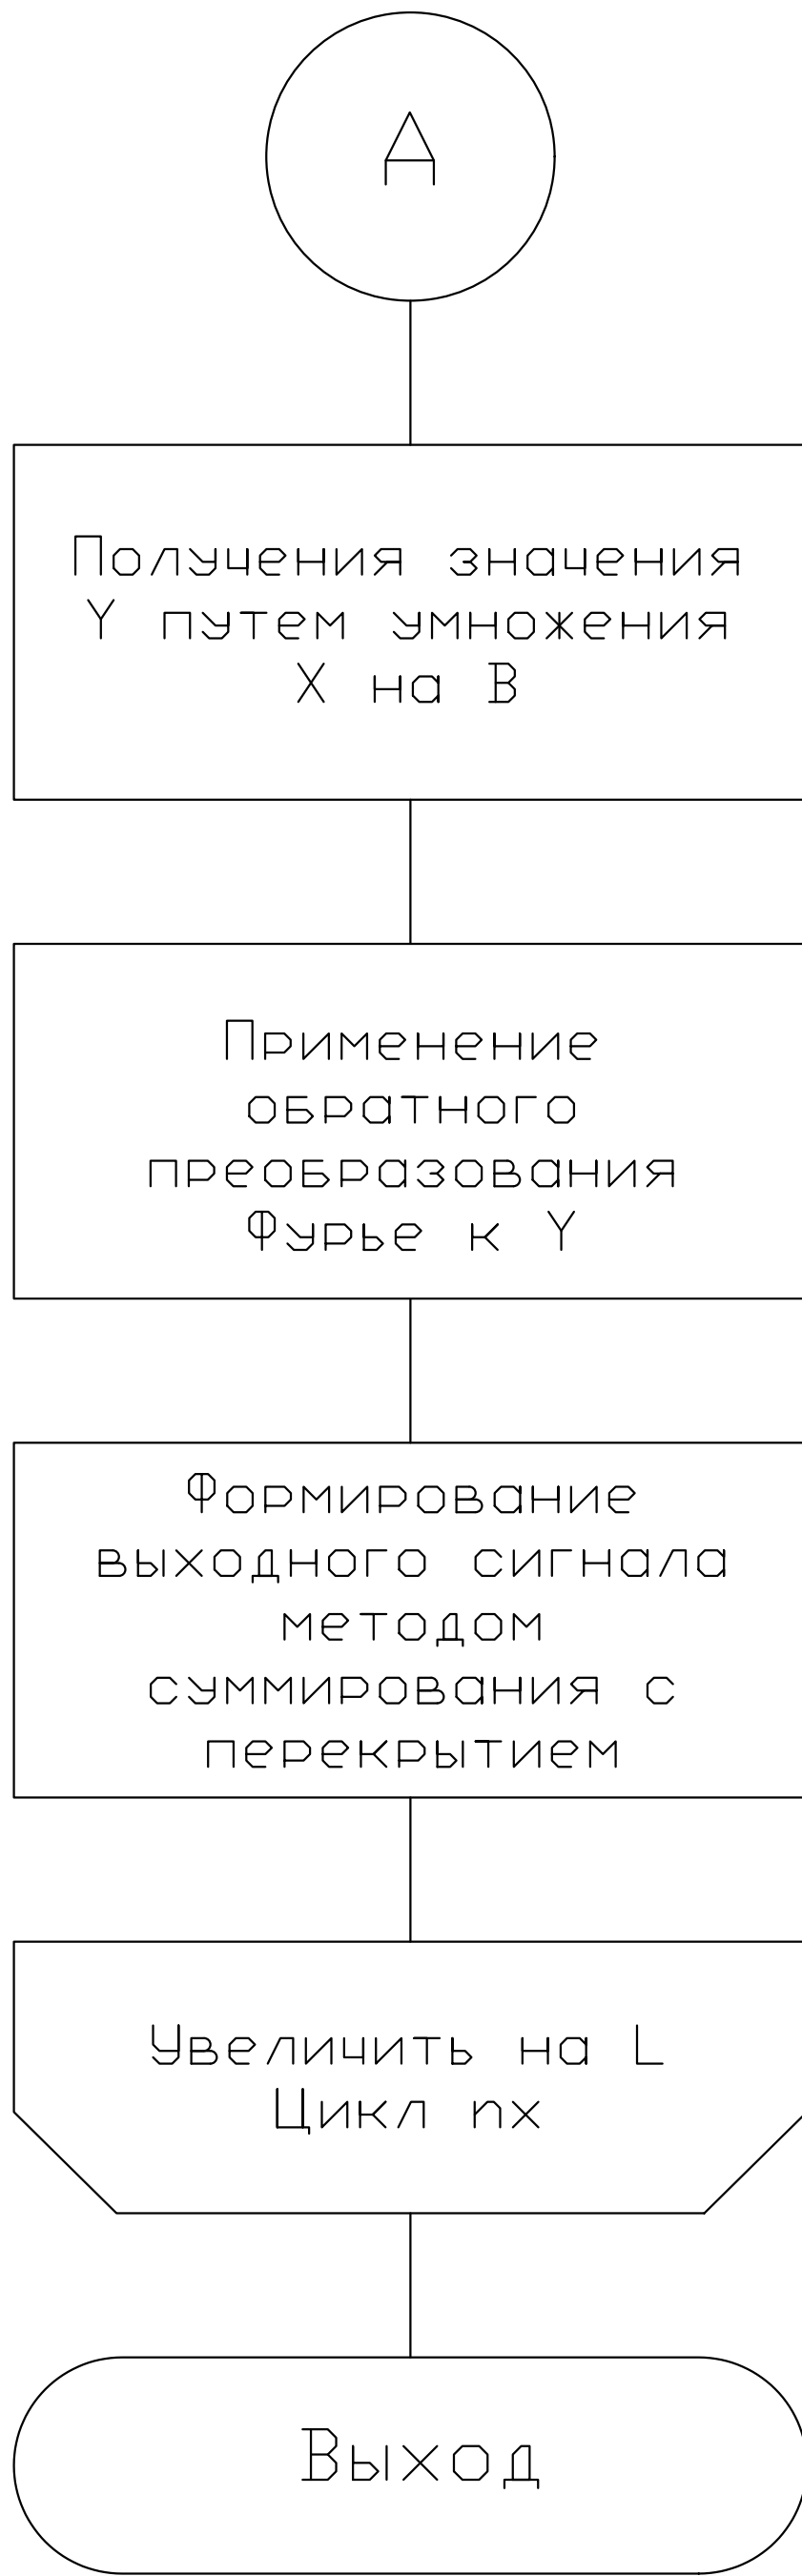 А
Получения значения
Y путем умножения
X на B
Применение
обратного
преобразования
Фурье к Y
Формирование
выходного сигнала
методом
суммирования с
перекрытием
Увеличить на L
Цикл nx
Выход